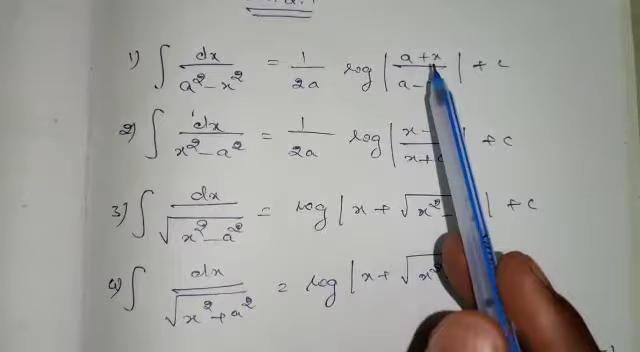 1) ∫ dx / a² - x² = 1 / 2a log | a + x / a - | + c
2) ∫ dx / x² - a² = 1 / 2a log | x - / x + | + c
3) ∫ dx / √x² - a² = log | x + √x² - | + c
4) ∫ dx / √x² + a² = log | x + √x²